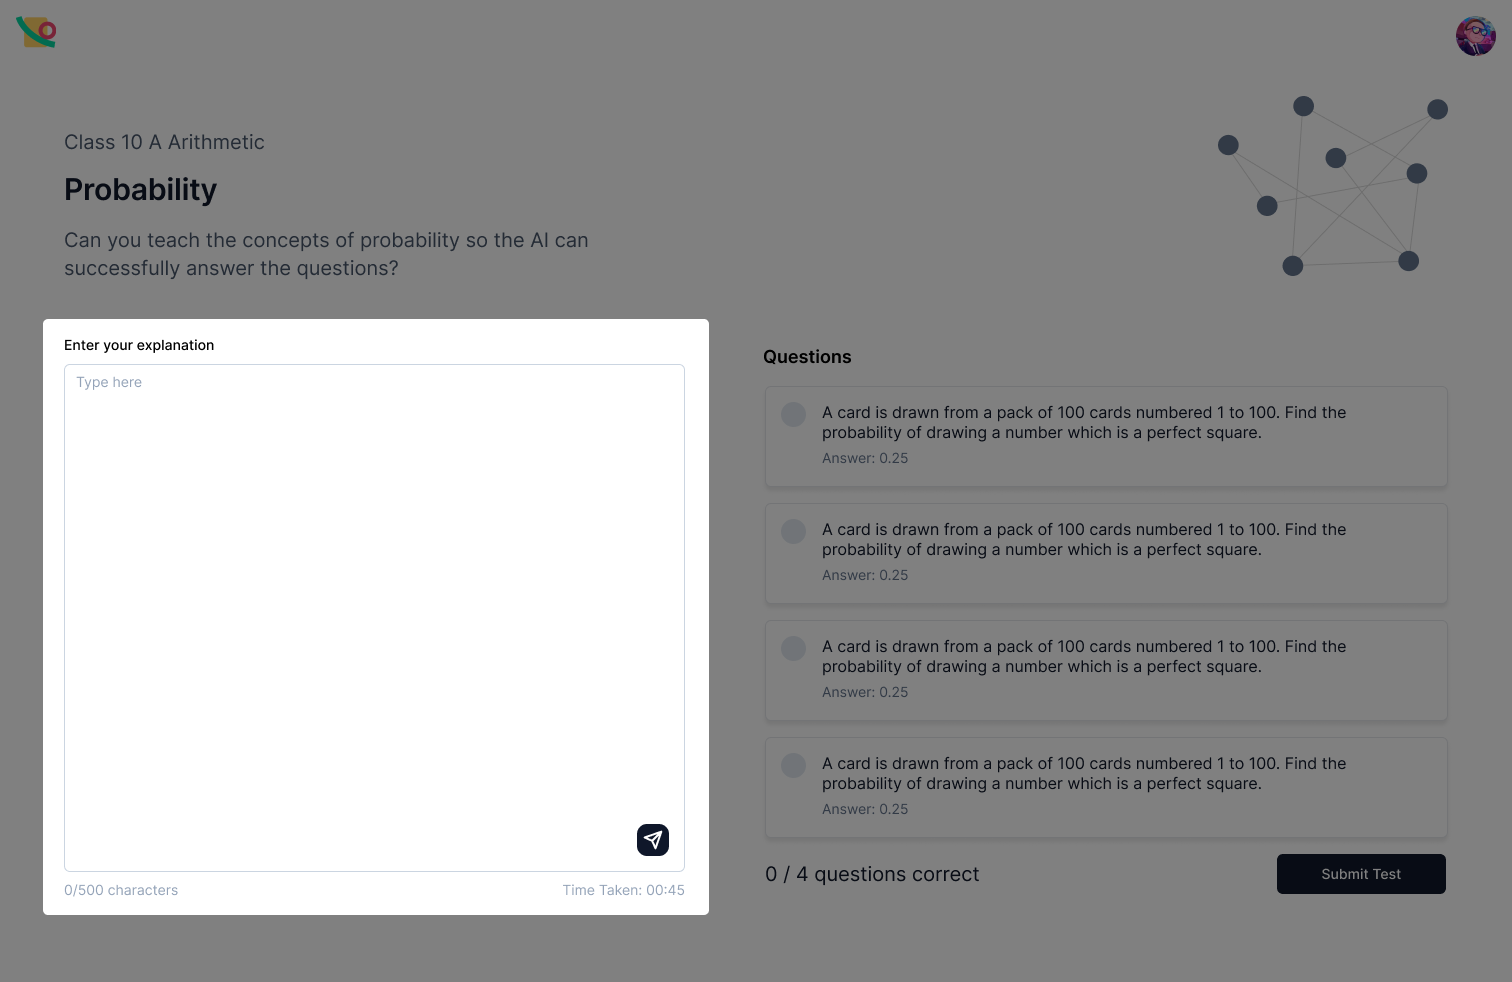 Class 10 A Arithmetic
Probability
Can you teach the concepts of probability so the AI can
successfully answer the questions?
Enter your explanation
Type here
0/500 characters
Time Taken: 00:45
Questions
A card is drawn from a pack of 100 cards numbered 1 to 100. Find the
probability of drawing a number which is a perfect square.
Answer: 0.25
A card is drawn from a pack of 100 cards numbered 1 to 100. Find the
probability of drawing a number which is a perfect square.
Answer: 0.25
A card is drawn from a pack of 100 cards numbered 1 to 100. Find the
probability of drawing a number which is a perfect square.
Answer: 0.25
A card is drawn from a pack of 100 cards numbered 1 to 100. Find the
probability of drawing a number which is a perfect square.
Answer: 0.25
0 / 4 questions correct
Submit Test